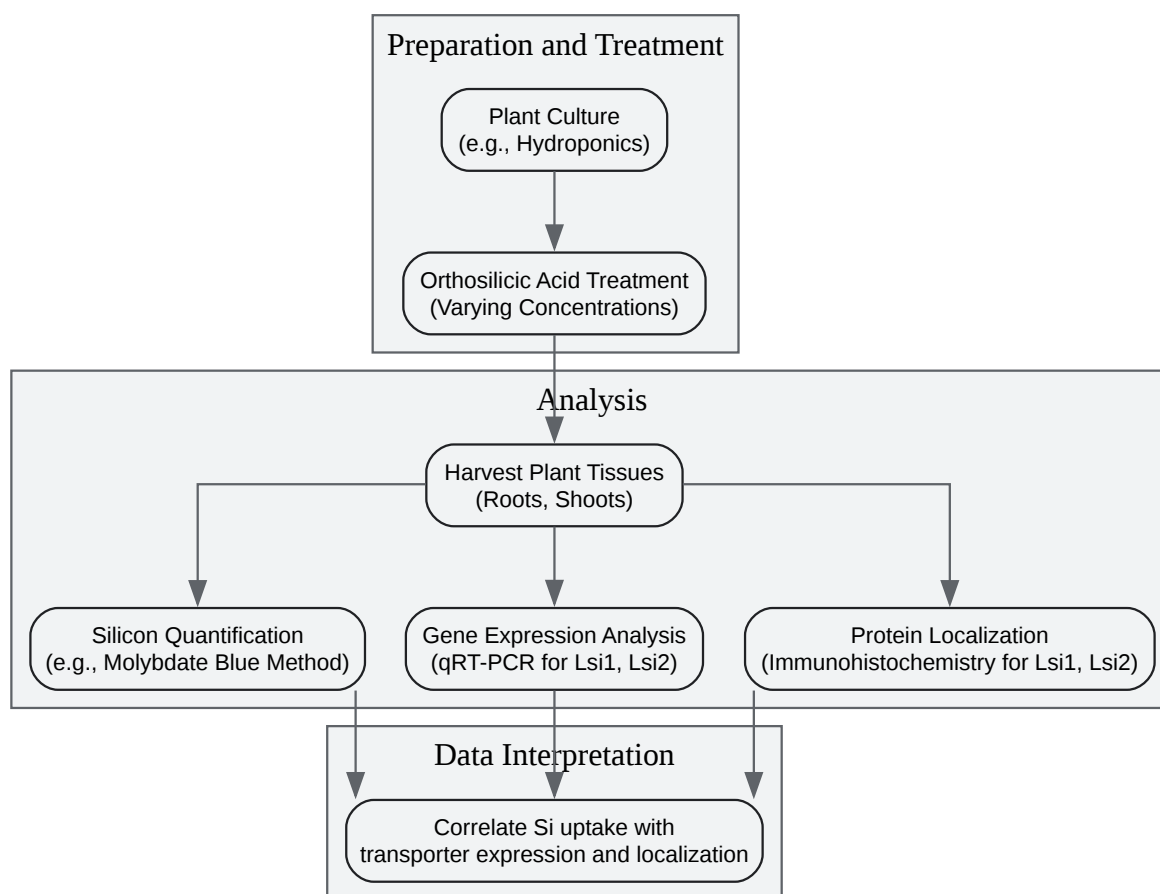 Preparation and Treatment
Plant Culture
(e.g., Hydroponics)
Orthosilicic Acid Treatment
(Varying Concentrations)
Analysis
Harvest Plant Tissues
(Roots, Shoots)
Silicon Quantification
(e.g., Molybdate Blue Method)
Gene Expression Analysis
(qRT-PCR for Lsi1, Lsi2)
Protein Localization
(Immunohistochemistry for Lsi1, Lsi2)
Data Interpretation
Correlate Si uptake with
transporter expression and localization